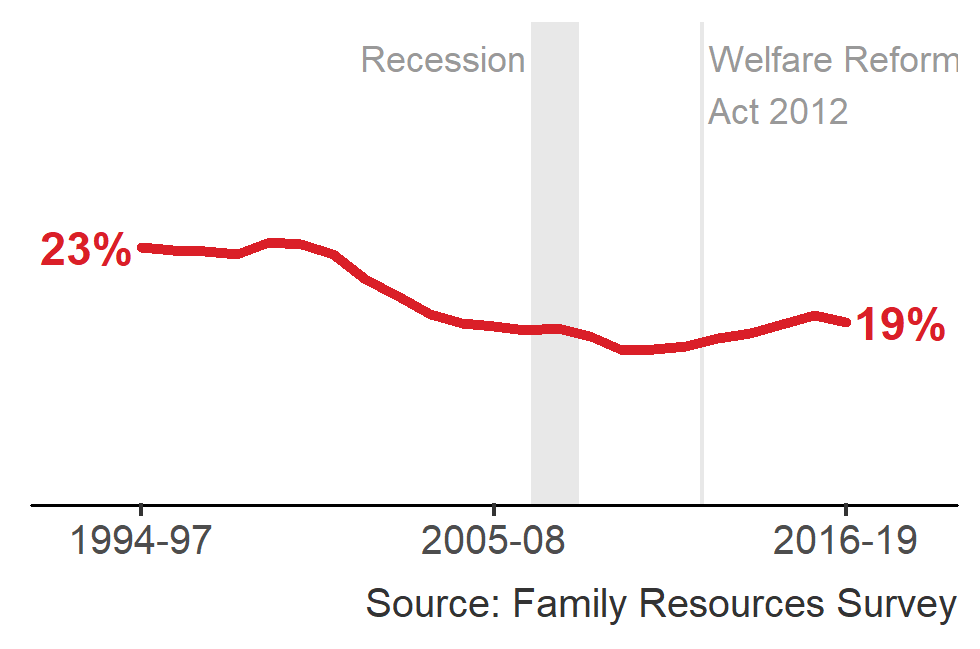 Recession
Welfare Reform
Act 2012
23%
19%
1994-97
2005-08
2016-19
Source: Family Resources Survey